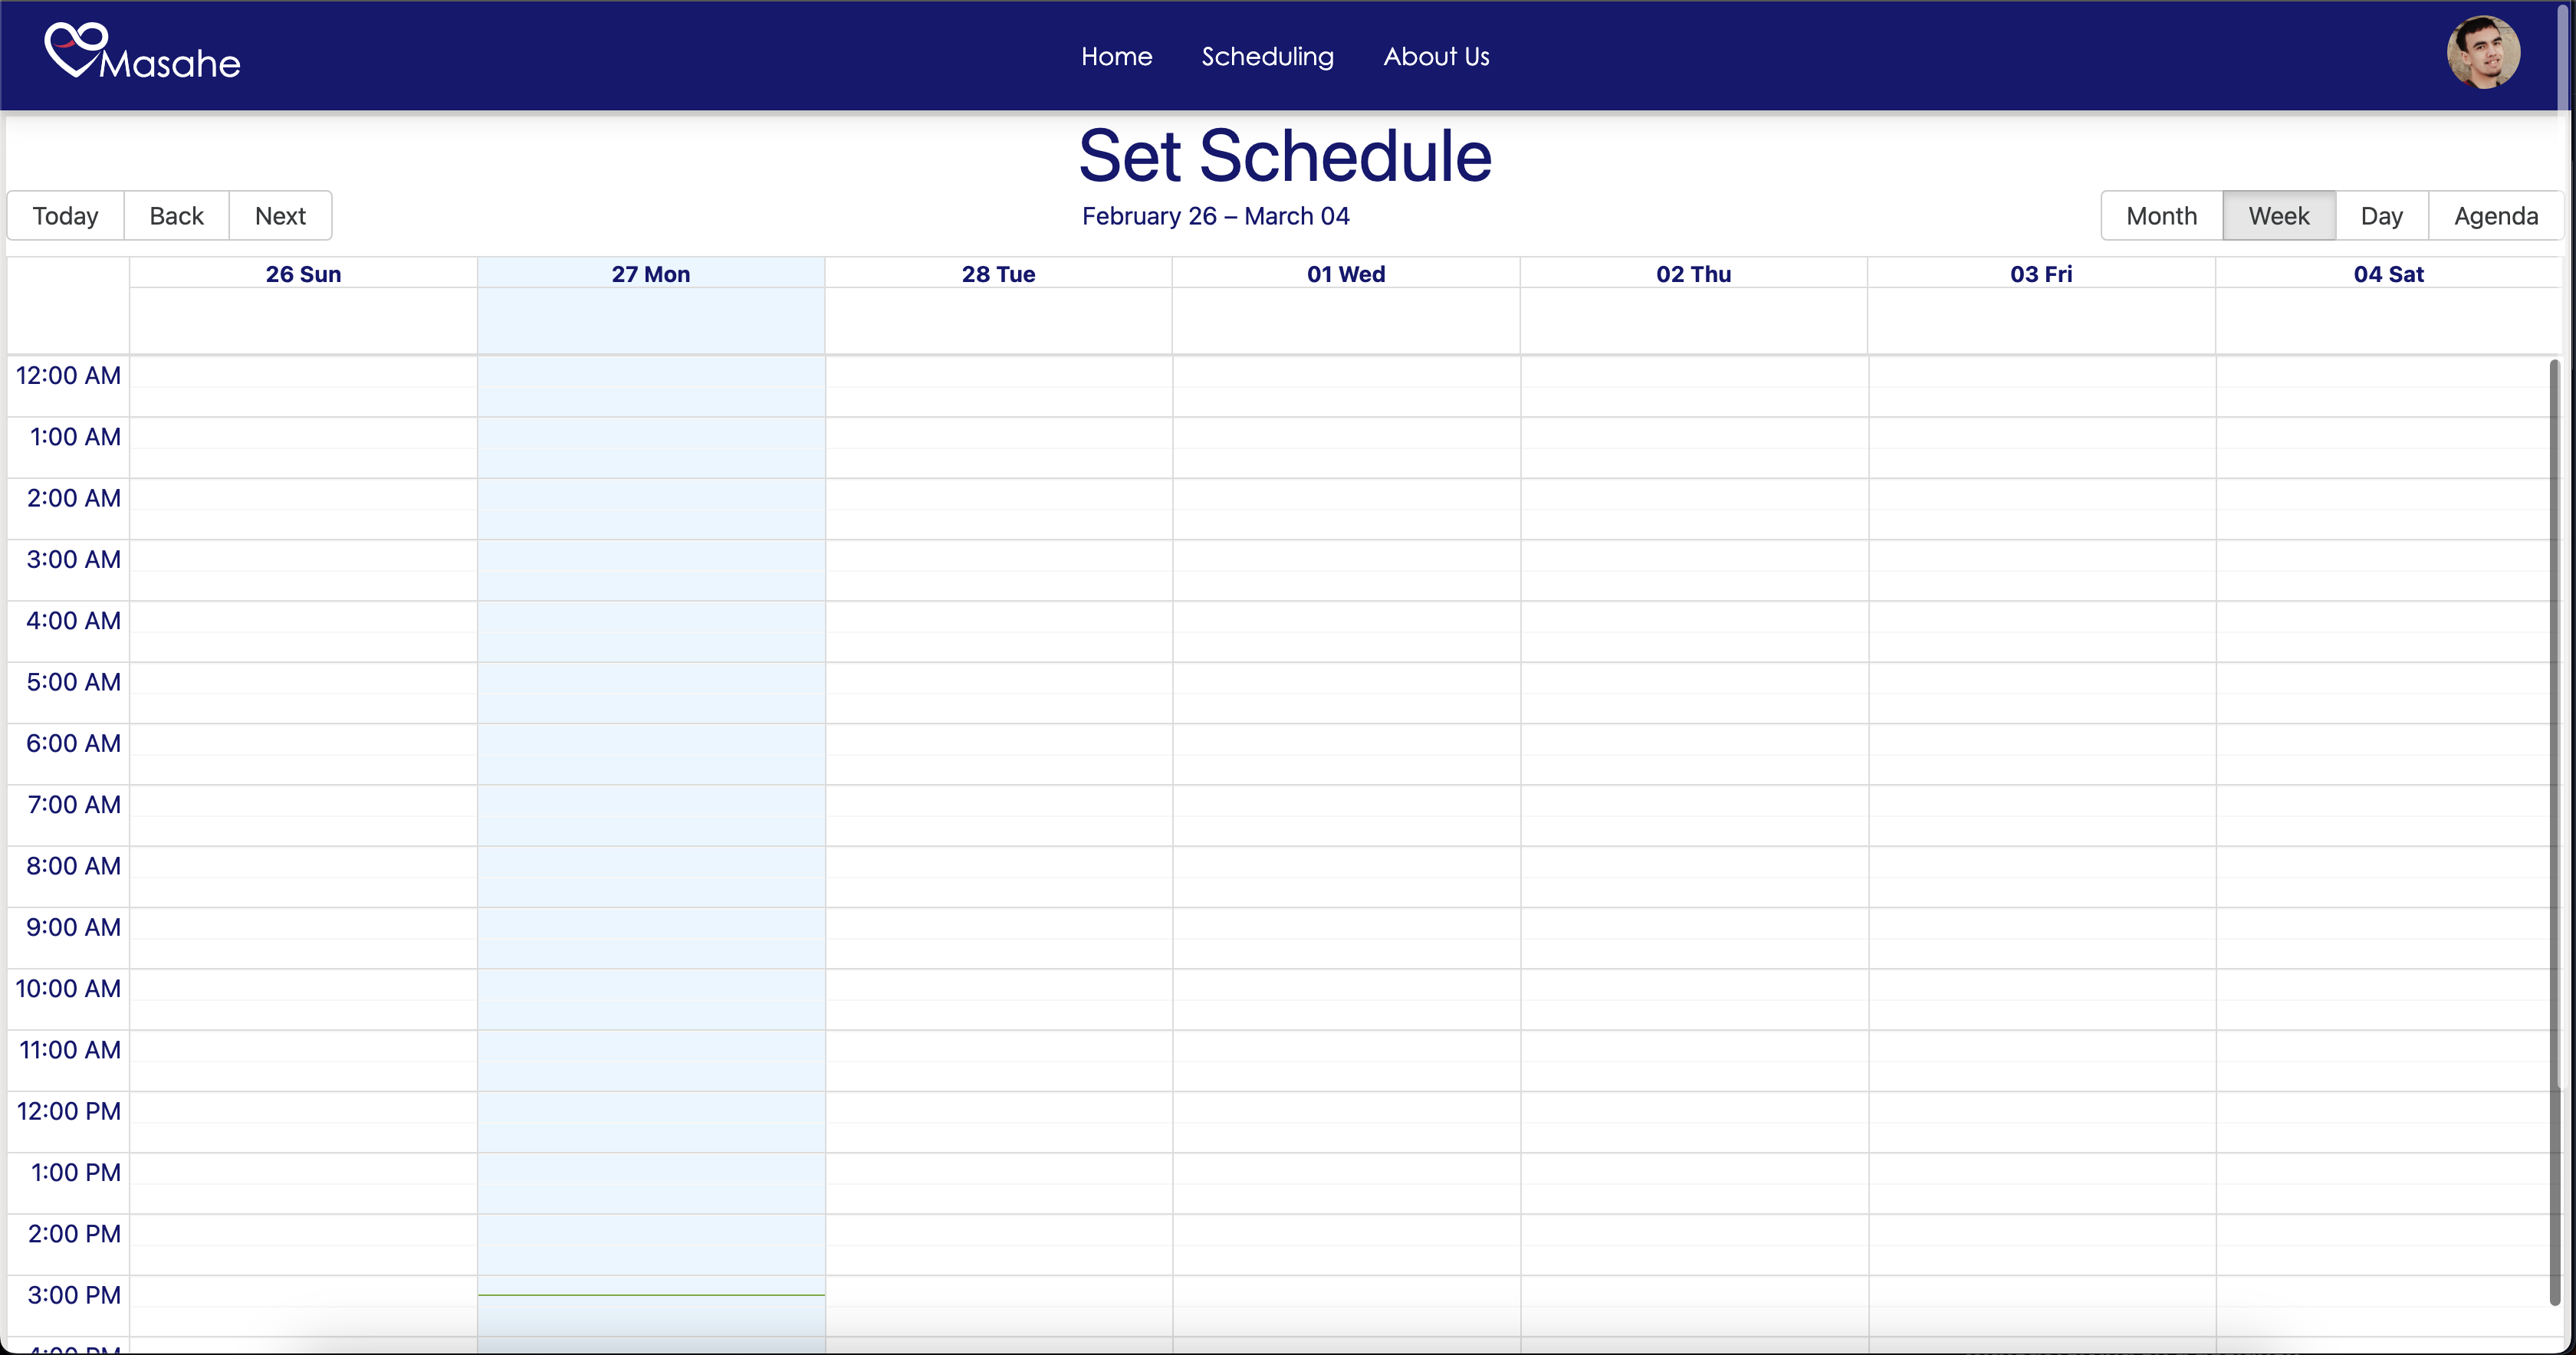 Masahe
Home Scheduling About Us
Set Schedule
Today Back Next
February 26 – March 04
Month Week Day Agenda
26 Sun 27 Mon 28 Tue 01 Wed 02 Thu 03 Fri 04 Sat
12:00 AM
1:00 AM
2:00 AM
3:00 AM
4:00 AM
5:00 AM
6:00 AM
7:00 AM
8:00 AM
9:00 AM
10:00 AM
11:00 AM
12:00 PM
1:00 PM
2:00 PM
3:00 PM
4:00 PM